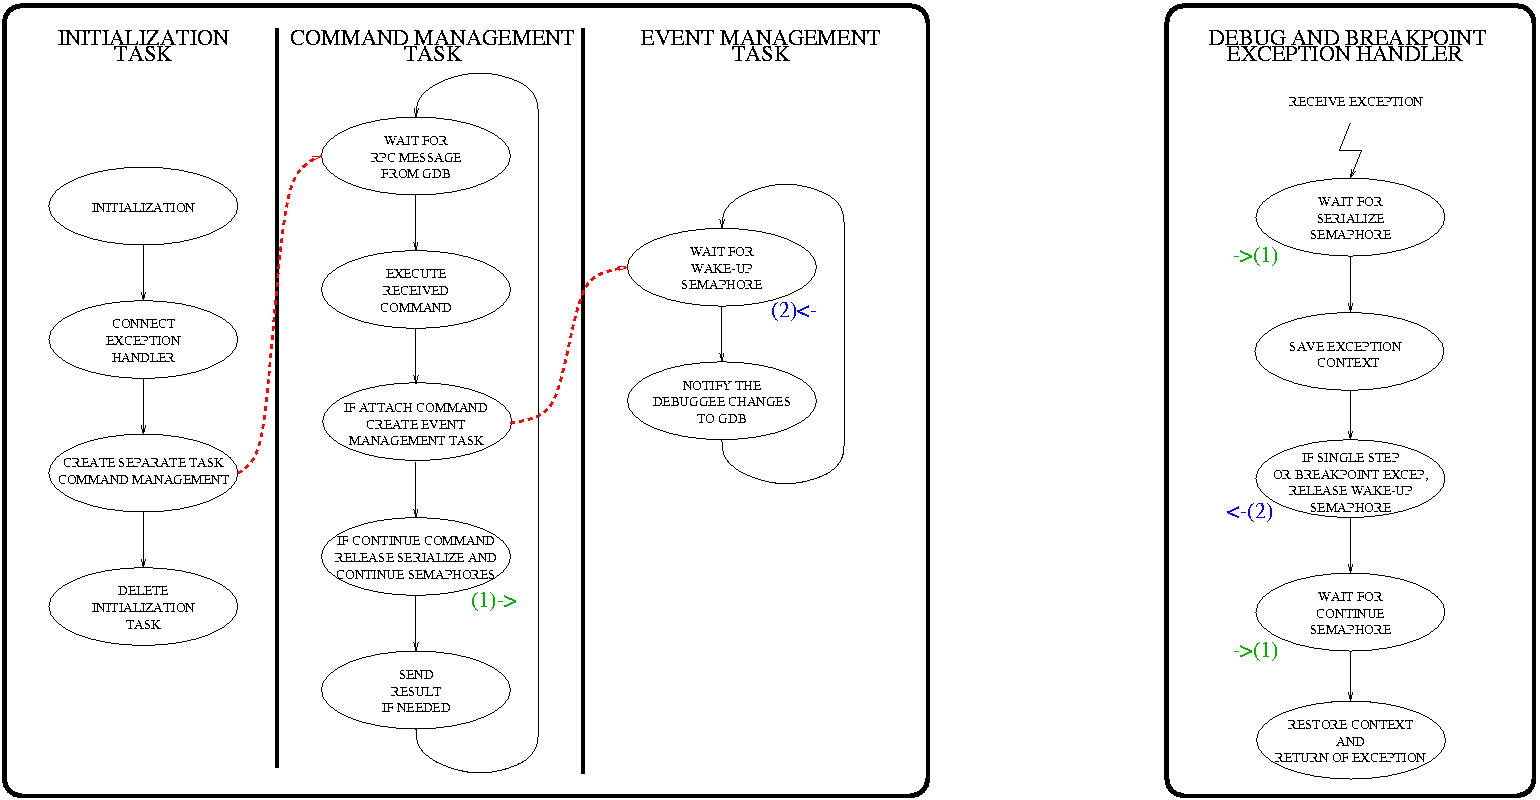 INITIALIZATION
TASK
INITIALIZATION
CONNECT
EXCEPTION
HANDLER
CREATE SEPARATE TASK
COMMAND MANAGEMENT
DELETE
INITIALIZATION
TASK
COMMAND MANAGEMENT
TASK
WAIT FOR
RPC MESSAGE
FROM GDB
EXECUTE
RECEIVED
COMMAND
IF ATTACH COMMAND
CREATE EVENT
MANAGEMENT TASK
IF CONTINUE COMMAND
RELEASE SERIALIZE AND
CONTINUE SEMAPHORES
(1)->
SEND
RESULT
IF NEEDED
EVENT MANAGEMENT
TASK
WAIT FOR
WAKE-UP
SEMAPHORE
(2)<-
NOTIFY THE
DEBUGGEE CHANGES
TO GDB
DEBUG AND BREAKPOINT
EXCEPTION HANDLER
RECEIVE EXCEPTION
WAIT FOR
SERIALIZE
SEMAPHORE
->(1)
SAVE EXCEPTION
CONTEXT
IF SINGLE STEP
OR BREAKPOINT EXCEP,
RELEASE WAKE-UP
SEMAPHORE
<-(2)
WAIT FOR
CONTINUE
SEMAPHORE
->(1)
RESTORE CONTEXT
AND
RETURN OF EXCEPTION